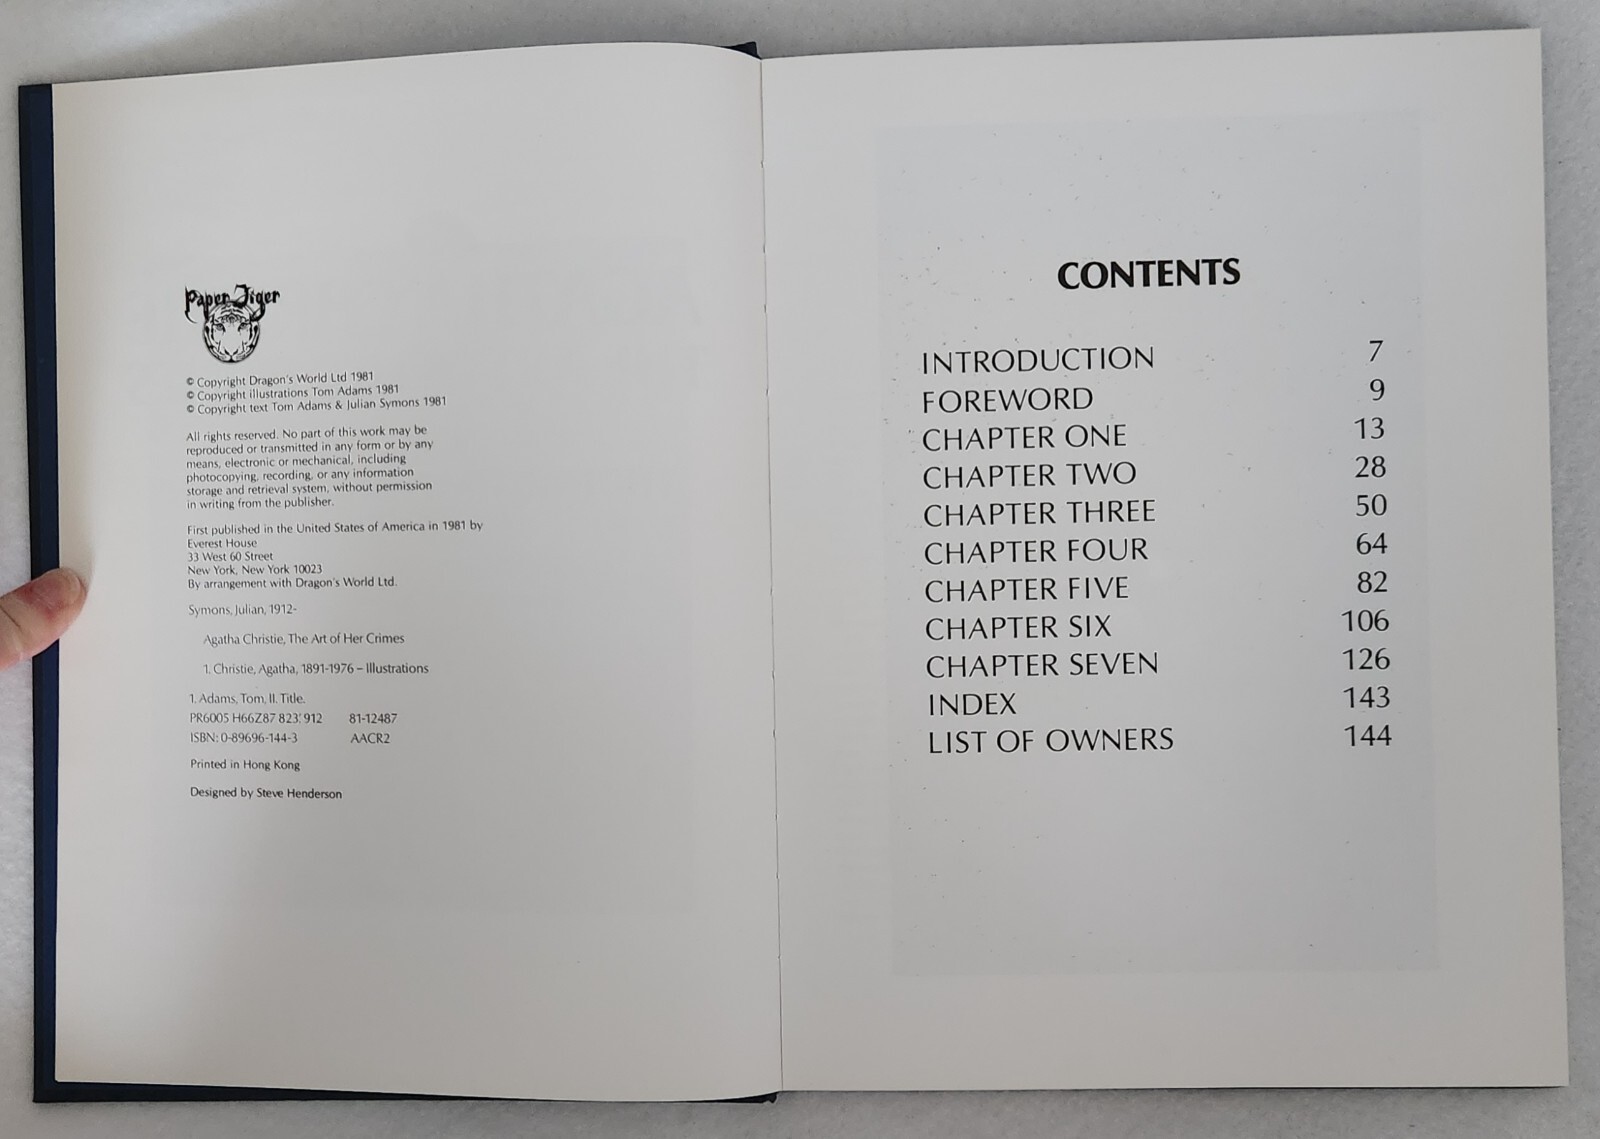 Paper Tiger
© Copyright Dragon's World Ltd 1981
© Copyright illustrations Tom Adams 1981
© Copyright text Tom Adams & Julian Symons 1981
All rights reserved. No part of this work may be
reproduced or transmitted in any form or by any
means, electronic or mechanical, including
photocopying, recording, or any information
storage and retrieval system, without permission
in writing from the publisher.
First published in the United States of America in 1981 by
Everest House
33 West 60 Street
New York, New York 10023
By arrangement with Dragon's World Ltd.
Symons, Julian, 1912-
Agatha Christie, The Art of Her Crimes
1. Christie, Agatha, 1891-1976 – Illustrations
1. Adams, Tom, II. Title.
PR6005 H66Z87 823'.912 81-12487
ISBN: 0-89696-144-3 AACR2
Printed in Hong Kong
Designed by Steve Henderson
CONTENTS
INTRODUCTION 7
FOREWORD 9
CHAPTER ONE 13
CHAPTER TWO 28
CHAPTER THREE 50
CHAPTER FOUR 64
CHAPTER FIVE 82
CHAPTER SIX 106
CHAPTER SEVEN 126
INDEX 143
LIST OF OWNERS 144